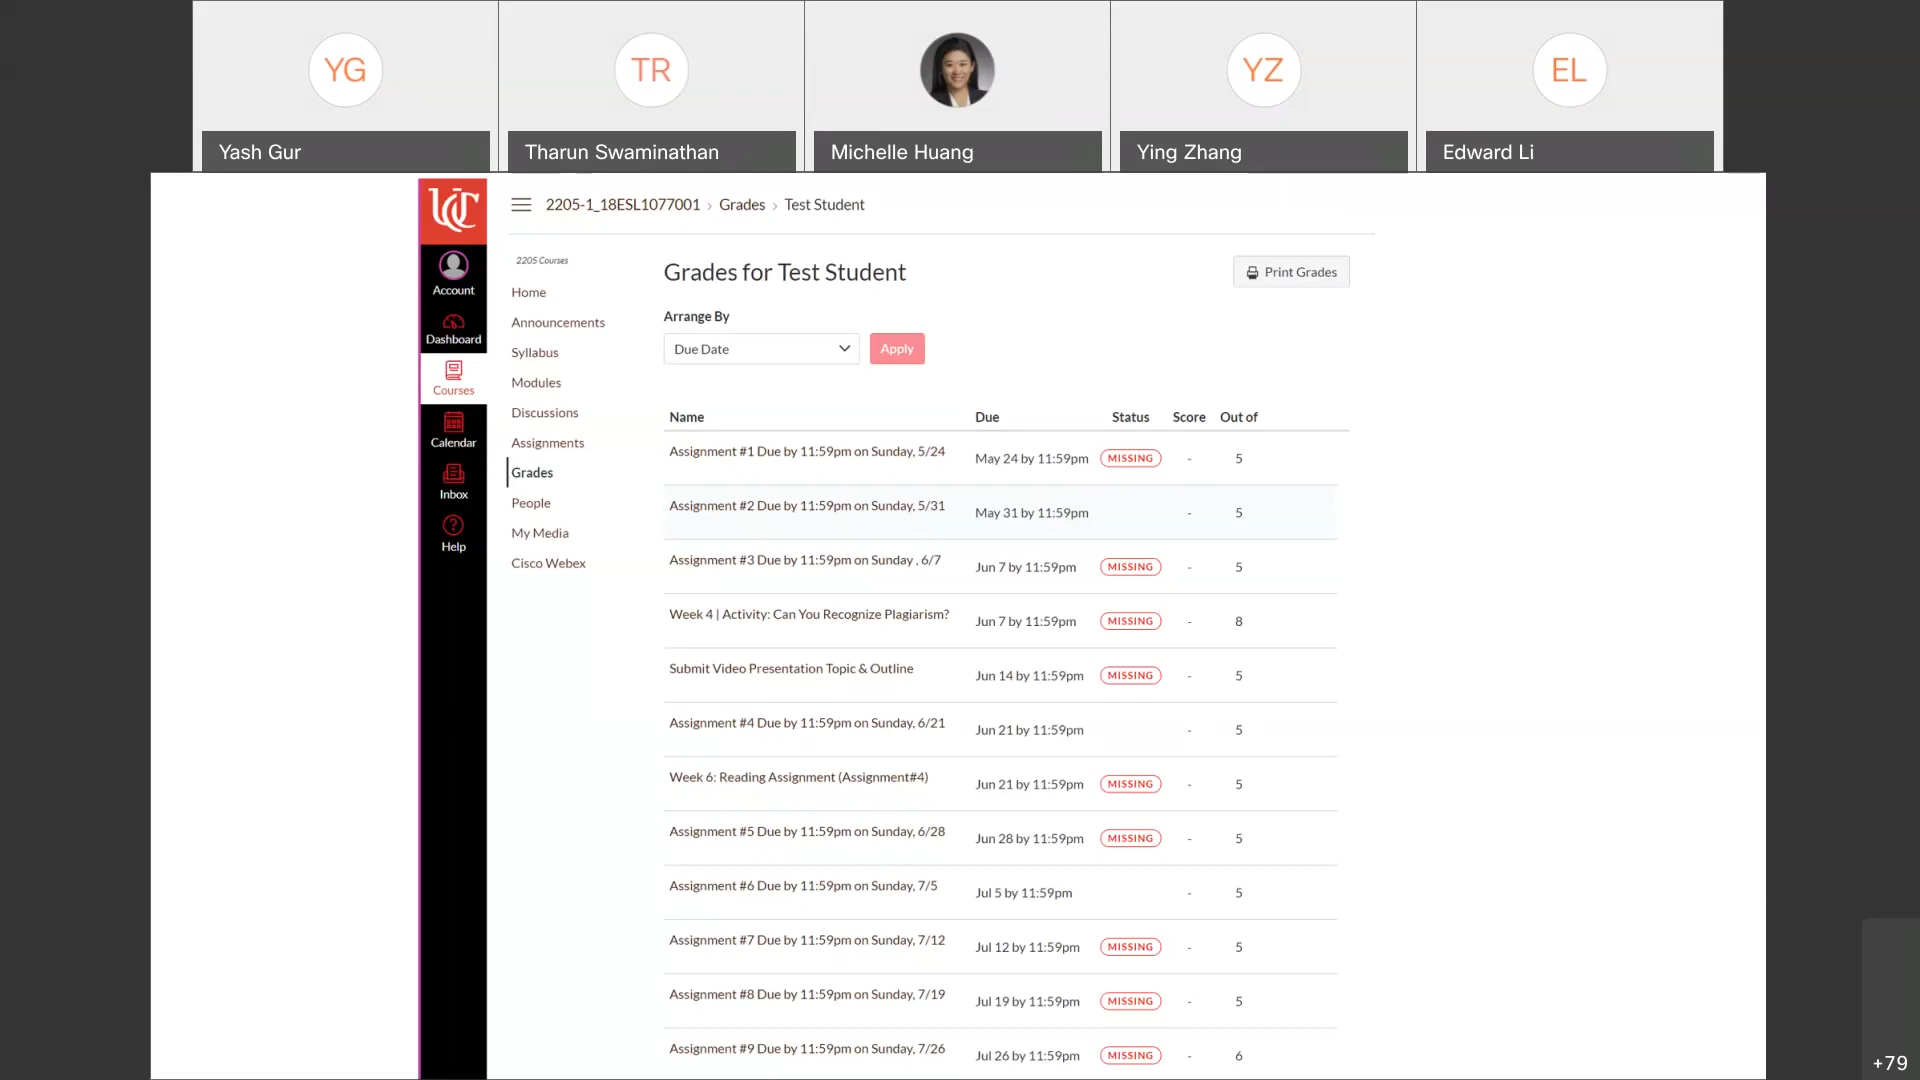 YG
TR
YZ
EL
Yash Gur
Tharun Swaminathan
Michelle Huang
Ying Zhang
Edward Li
UC
2205-1_18ESL1077001 › Grades › Test Student
Account
Dashboard
Courses
Calendar
Inbox
Help
2205 Courses
Home
Announcements
Syllabus
Modules
Discussions
Assignments
Grades
People
My Media
Cisco Webex
Grades for Test Student
Print Grades
Arrange By
Due Date
Apply
Name Due Status Score Out of
Assignment #1 Due by 11:59pm on Sunday, 5/24 May 24 by 11:59pm MISSING - 5
Assignment #2 Due by 11:59pm on Sunday, 5/31 May 31 by 11:59pm - 5
Assignment #3 Due by 11:59pm on Sunday , 6/7 Jun 7 by 11:59pm MISSING - 5
Week 4 | Activity: Can You Recognize Plagiarism? Jun 7 by 11:59pm MISSING - 8
Submit Video Presentation Topic & Outline Jun 14 by 11:59pm MISSING - 5
Assignment #4 Due by 11:59pm on Sunday, 6/21 Jun 21 by 11:59pm - 5
Week 6: Reading Assignment (Assignment#4) Jun 21 by 11:59pm MISSING - 5
Assignment #5 Due by 11:59pm on Sunday, 6/28 Jun 28 by 11:59pm MISSING - 5
Assignment #6 Due by 11:59pm on Sunday, 7/5 Jul 5 by 11:59pm - 5
Assignment #7 Due by 11:59pm on Sunday, 7/12 Jul 12 by 11:59pm MISSING - 5
Assignment #8 Due by 11:59pm on Sunday, 7/19 Jul 19 by 11:59pm MISSING - 5
Assignment #9 Due by 11:59pm on Sunday, 7/26 Jul 26 by 11:59pm MISSING - 6
+79